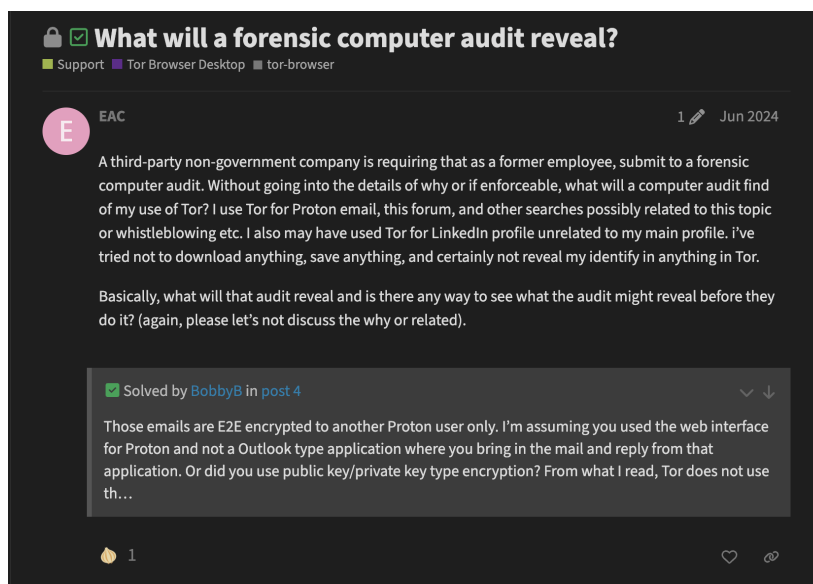 What will a forensic computer audit reveal?
Support Tor Browser Desktop tor-browser
E
EAC
1 Jun 2024
A third-party non-government company is requiring that as a former employee, submit to a forensic
computer audit. Without going into the details of why or if enforceable, what will a computer audit find
of my use of Tor? I use Tor for Proton email, this forum, and other searches possibly related to this topic
or whistleblowing etc. I also may have used Tor for LinkedIn profile unrelated to my main profile. i've
tried not to download anything, save anything, and certainly not reveal my identify in anything in Tor.
Basically, what will that audit reveal and is there any way to see what the audit might reveal before they
do it? (again, please let's not discuss the why or related).
Solved by BobbyB in post 4
Those emails are E2E encrypted to another Proton user only. I'm assuming you used the web interface
for Proton and not a Outlook type application where you bring in the mail and reply from that
application. Or did you use public key/private key type encryption? From what I read, Tor does not use
th…
1